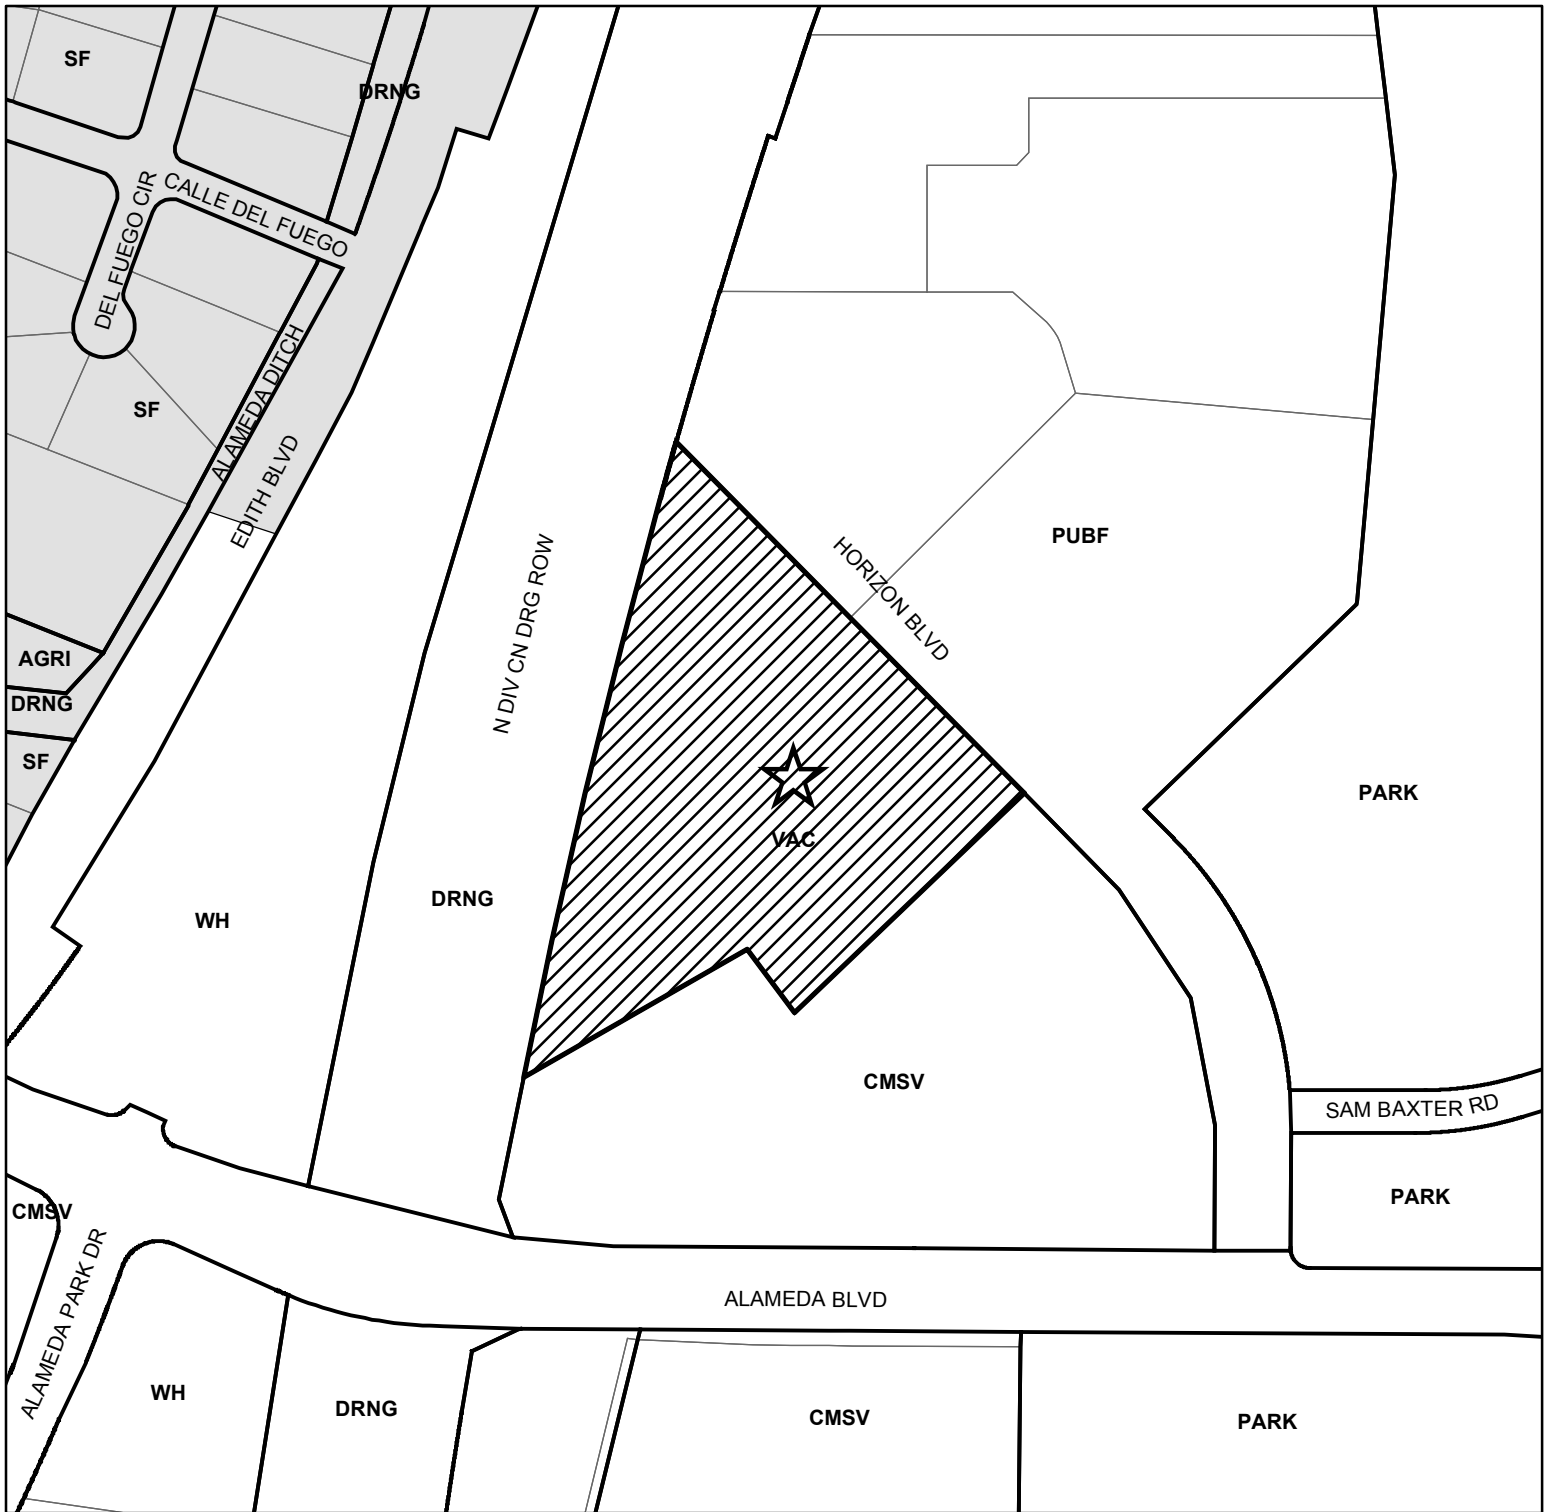 SF
DRNG
CALLE DEL FUEGO
DEL FUEGO CIR
ALAMEDA DITCH
SF
EDITH BLVD
N DIV CN DRG ROW
HORIZON BLVD
PUBF
AGRI
DRNG
SF
PARK
VAC
DRNG
WH
CMSV
SAM BAXTER RD
PARK
CMSV
ALAMEDA PARK DR
ALAMEDA BLVD
WH
DRNG
CMSV
PARK